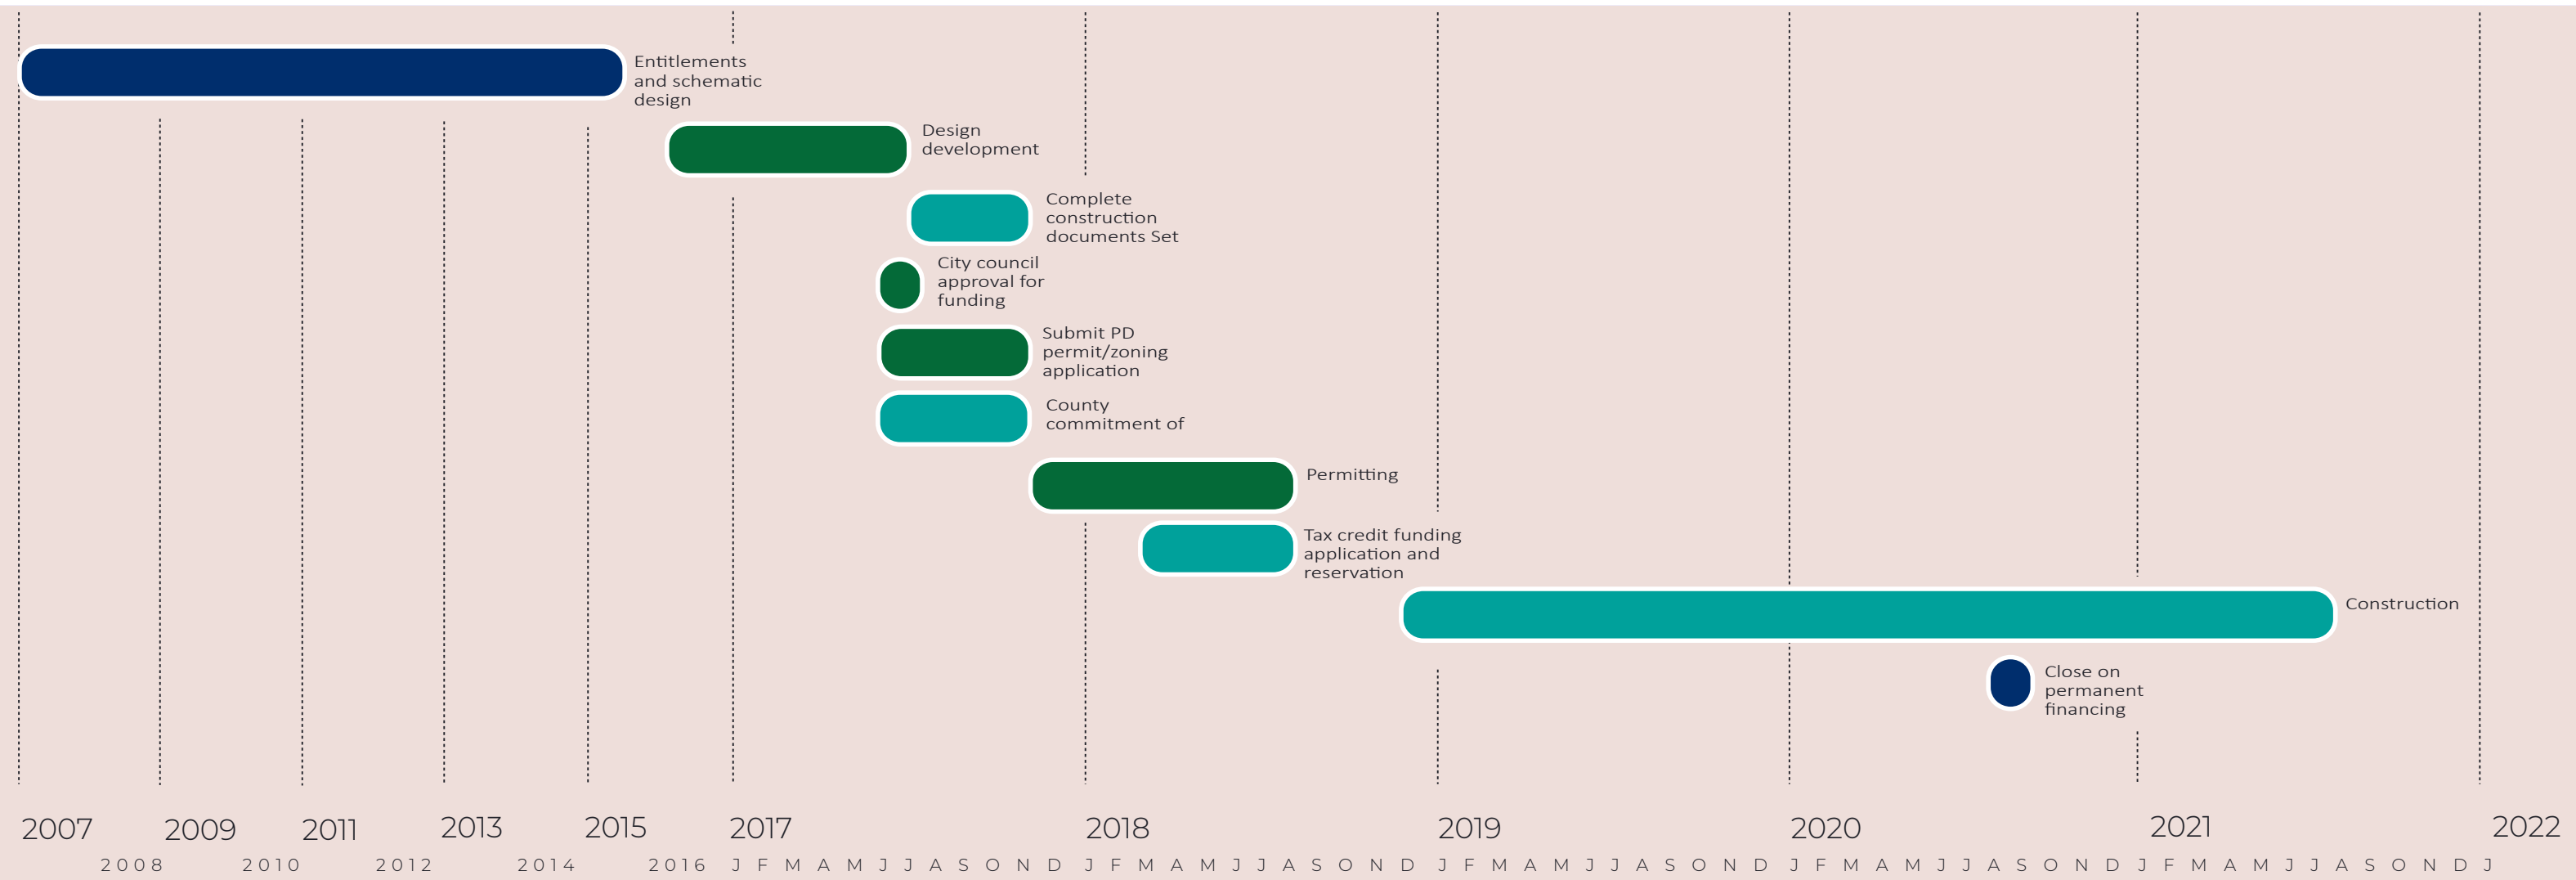 Entitlements
and schematic
design
Design
development
Complete
construction
documents Set
City council
approval for
funding
Submit PD
permit/zoning
application
County
commitment of
Permitting
Tax credit funding
application and
reservation
Construction
Close on
permanent
financing
2007 2009 2011 2013 2015 2017 2018 2019 2020 2021 2022
2008 2010 2012 2014 2016 J F M A M J J A S O N D J F M A M J J A S O N D J F M A M J J A S O N D J F M A M J J A S O N D J F M A M J J A S O N D J